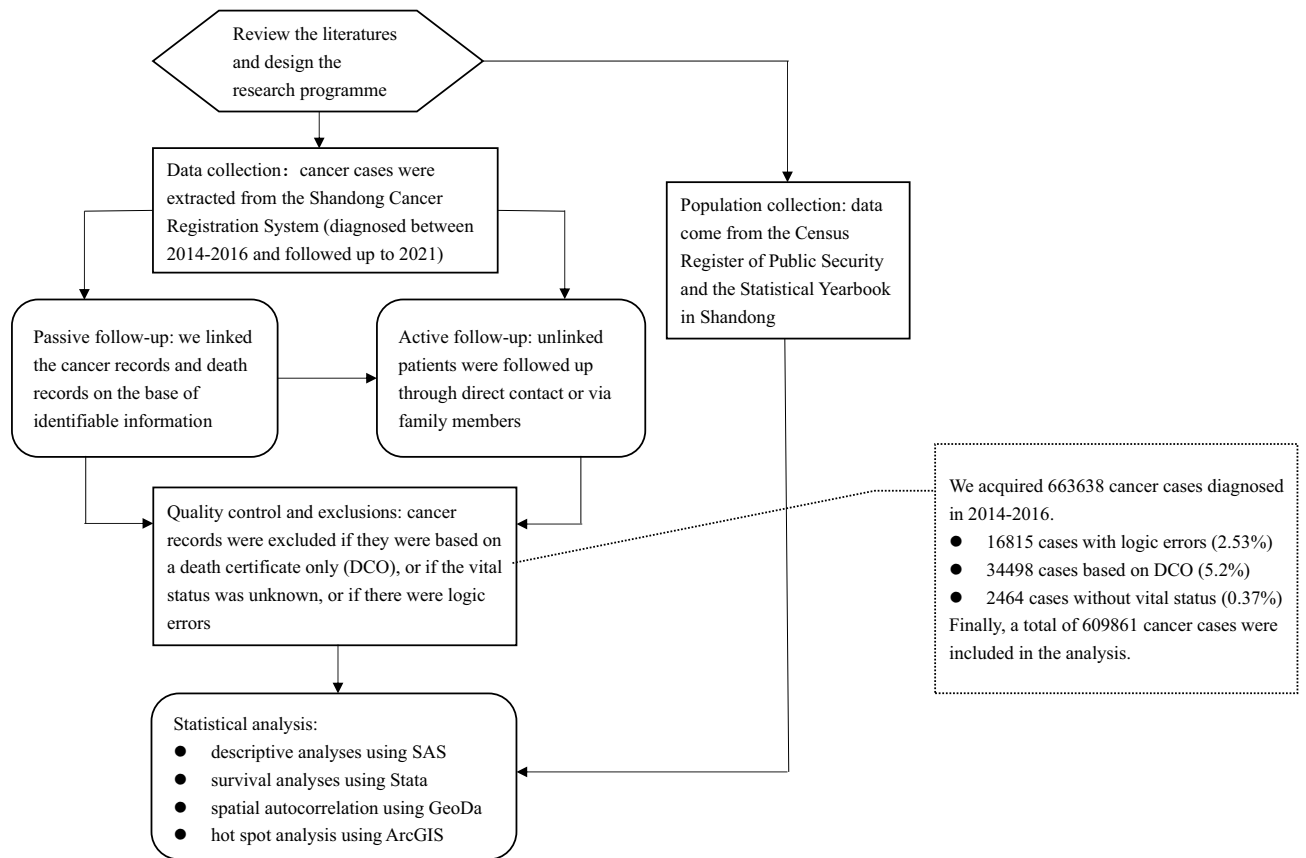 Review the literatures
and design the
research programme
Data collection： cancer cases were
extracted from the Shandong Cancer
Registration System (diagnosed between
2014-2016 and followed up to 2021)
Population collection: data
come from the Census
Register of Public Security
and the Statistical Yearbook
in Shandong
Passive follow-up: we linked
the cancer records and death
records on the base of
identifiable information
Active follow-up: unlinked
patients were followed up
through direct contact or via
family members
Quality control and exclusions: cancer
records were excluded if they were based on
a death certificate only (DCO), or if the vital
status was unknown, or if there were logic
errors
We acquired 663638 cancer cases diagnosed
in 2014-2016.
● 16815 cases with logic errors (2.53%)
● 34498 cases based on DCO (5.2%)
● 2464 cases without vital status (0.37%)
Finally, a total of 609861 cancer cases were
included in the analysis.
Statistical analysis:
● descriptive analyses using SAS
● survival analyses using Stata
● spatial autocorrelation using GeoDa
● hot spot analysis using ArcGIS